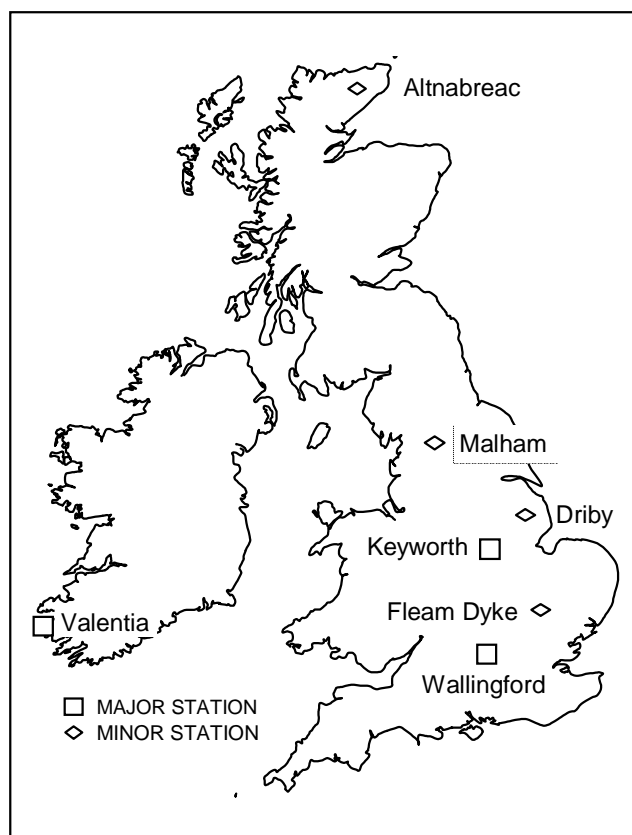 Altnabreac
Malham
Driby
Keyworth
Fleam Dyke
Valentia
Wallingford
MAJOR STATION
MINOR STATION